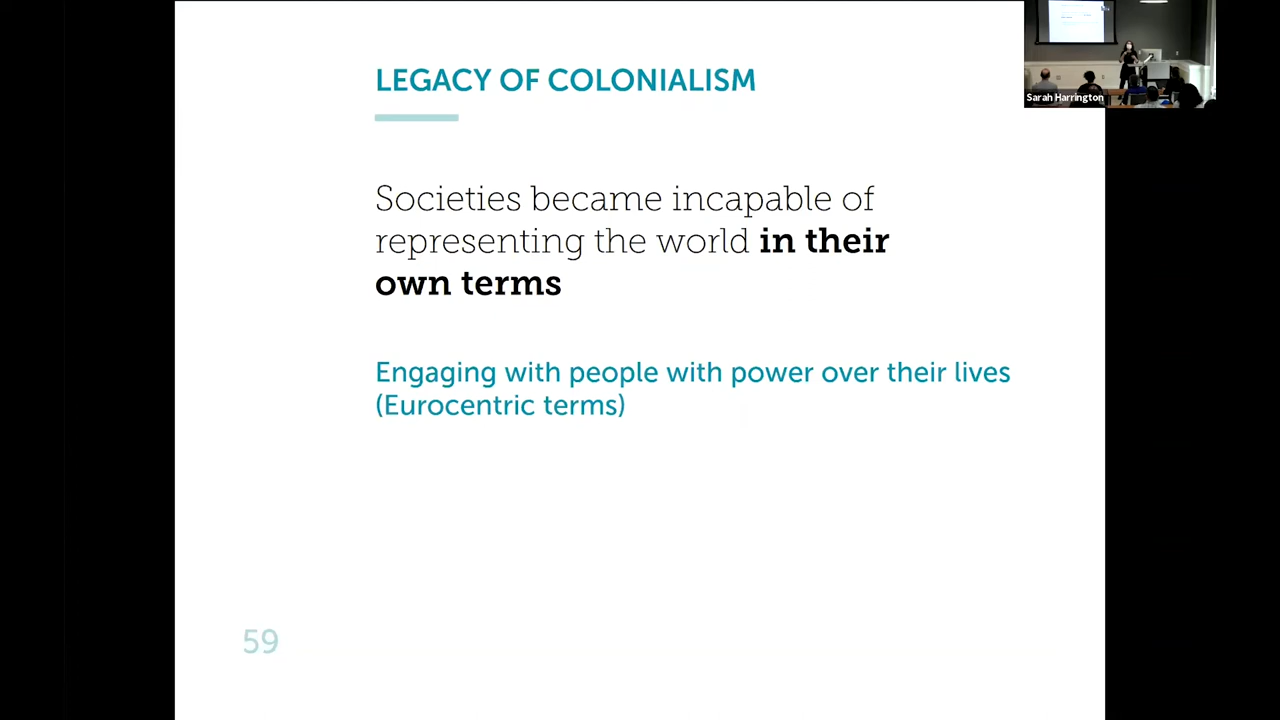 LEGACY OF COLONIALISM
Sarah Harrington
Societies became incapable of
representing the world in their
own terms
Engaging with people with power over their lives
(Eurocentric terms)
59